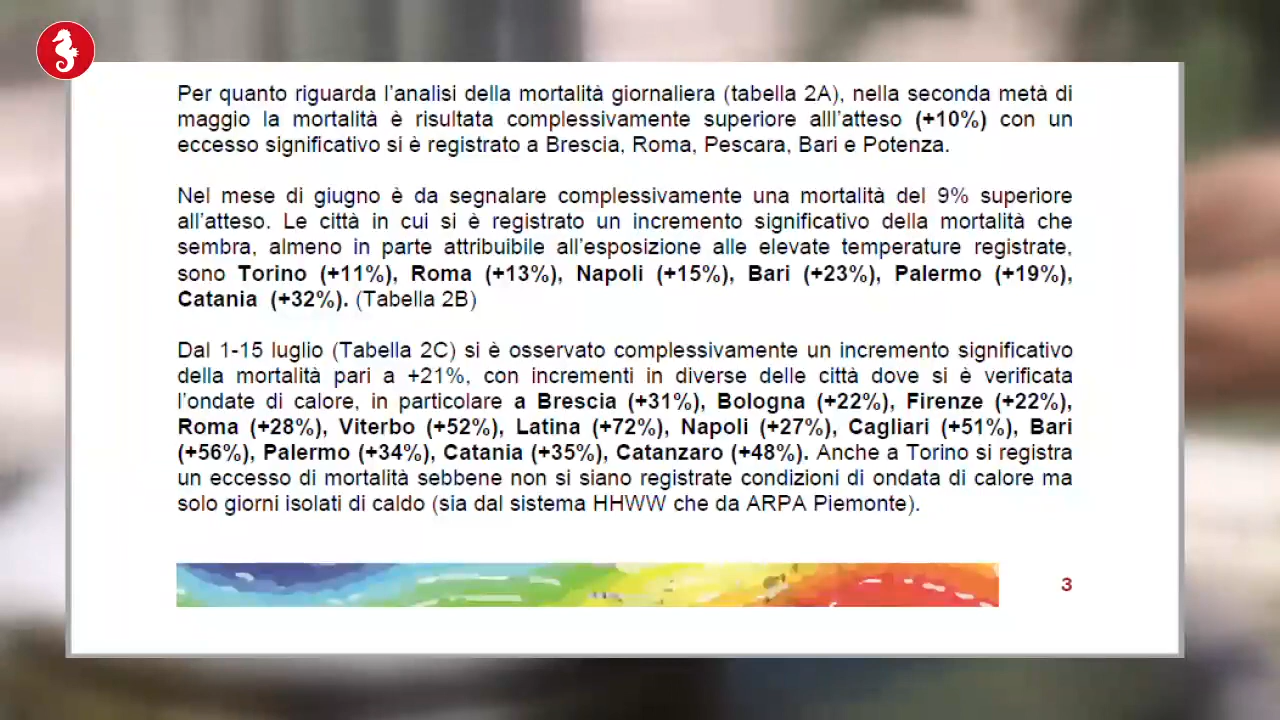 Per quanto riguarda l'analisi della mortalità giornaliera (tabella 2A), nella seconda metà di
maggio la mortalità è risultata complessivamente superiore alll'atteso (+10%) con un
eccesso significativo si è registrato a Brescia, Roma, Pescara, Bari e Potenza.
Nel mese di giugno è da segnalare complessivamente una mortalità del 9% superiore
all'atteso. Le città in cui si è registrato un incremento significativo della mortalità che
sembra, almeno in parte attribuibile all'esposizione alle elevate temperature registrate,
sono Torino (+11%), Roma (+13%), Napoli (+15%), Bari (+23%), Palermo (+19%),
Catania (+32%). (Tabella 2B)
Dal 1-15 luglio (Tabella 2C) si è osservato complessivamente un incremento significativo
della mortalità pari a +21%, con incrementi in diverse delle città dove si è verificata
l'ondate di calore, in particolare a Brescia (+31%), Bologna (+22%), Firenze (+22%),
Roma (+28%), Viterbo (+52%), Latina (+72%), Napoli (+27%), Cagliari (+51%), Bari
(+56%), Palermo (+34%), Catania (+35%), Catanzaro (+48%). Anche a Torino si registra
un eccesso di mortalità sebbene non si siano registrate condizioni di ondata di calore ma
solo giorni isolati di caldo (sia dal sistema HHWW che da ARPA Piemonte).
3